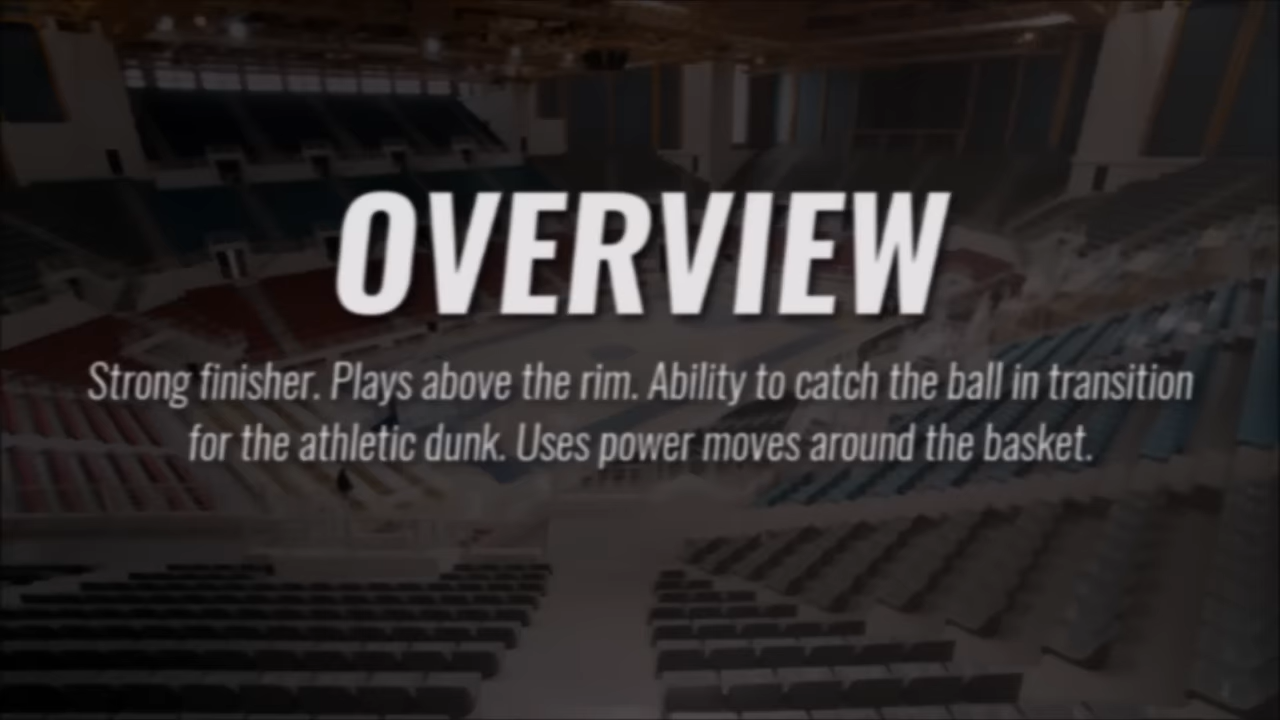 OVERVIEW
Strong finisher. Plays above the rim. Ability to catch the ball in transition
for the athletic dunk. Uses power moves around the basket.